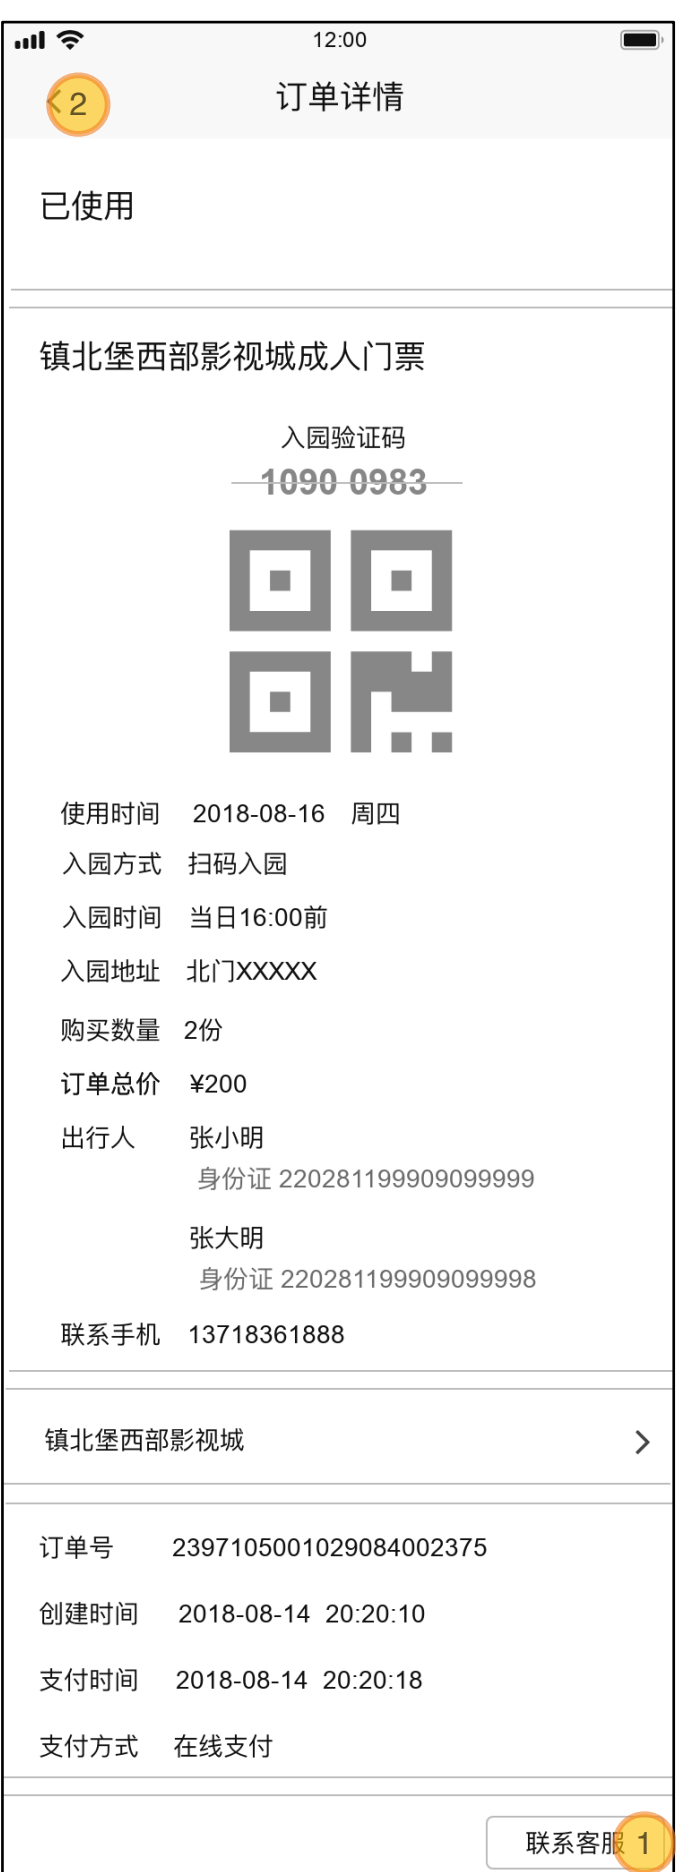 12:00
2 订单详情
已使用
镇北堡西部影视城成人门票
入园验证码
1090 0983
使用时间 2018-08-16 周四
入园方式 扫码入园
入园时间 当日16:00前
入园地址 北门XXXXX
购买数量 2份
订单总价 ¥200
出行人 张小明
身份证 220281199909099999
张大明
身份证 220281199909099998
联系手机 13718361888
镇北堡西部影视城
订单号 2397105001029084002375
创建时间 2018-08-14 20:20:10
支付时间 2018-08-14 20:20:18
支付方式 在线支付
联系客服 1